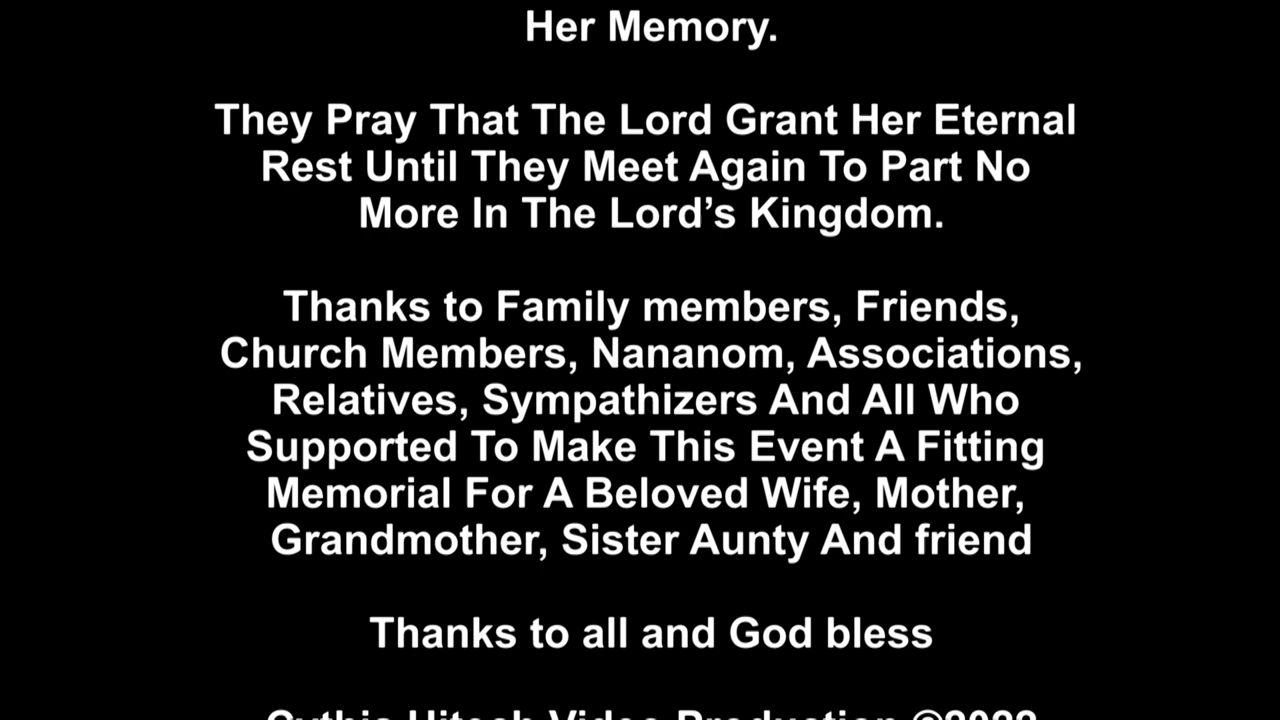 Her Memory.
They Pray That The Lord Grant Her Eternal
Rest Until They Meet Again To Part No
More In The Lord’s Kingdom.
Thanks to Family members, Friends,
Church Members, Nananom, Associations,
Relatives, Sympathizers And All Who
Supported To Make This Event A Fitting
Memorial For A Beloved Wife, Mother,
Grandmother, Sister Aunty And friend
Thanks to all and God bless
Hitech Video Production